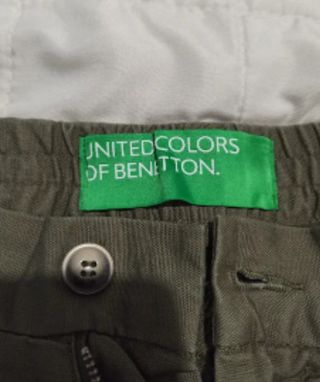 UNITED COLORS
OF BENETTON.